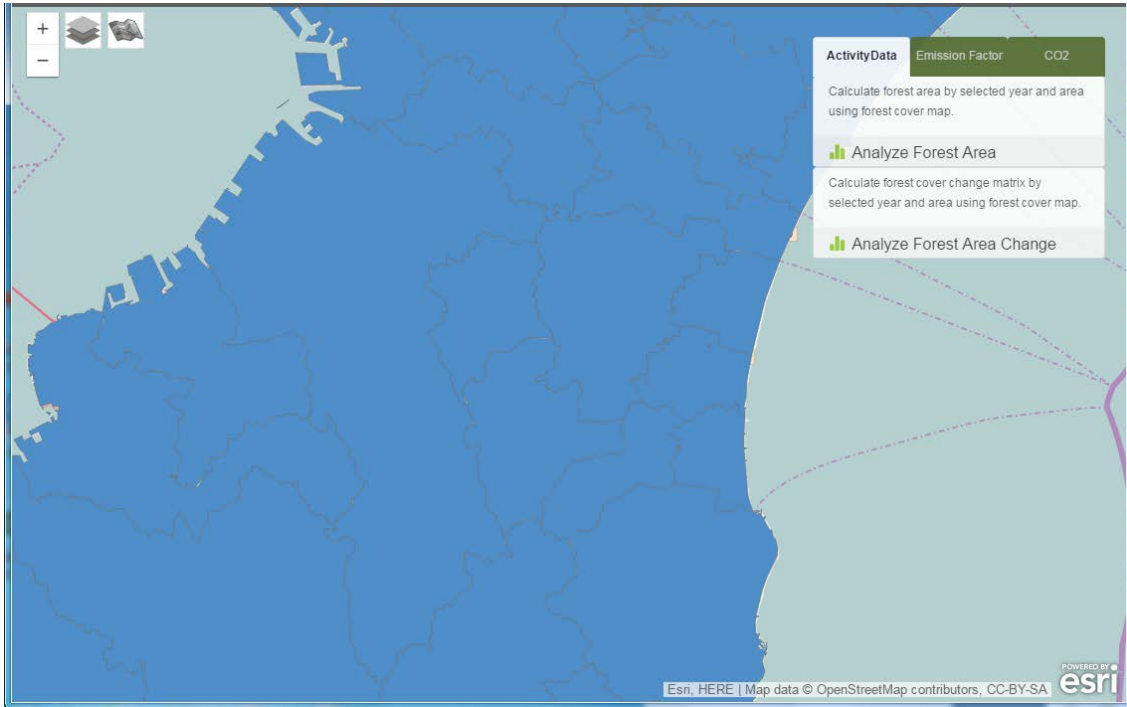 +
−
ActivityData Emission Factor CO2
Calculate forest area by selected year and area
using forest cover map.
Analyze Forest Area
Calculate forest cover change matrix by
selected year and area using forest cover map.
Analyze Forest Area Change
POWERED BY
esri
Esri, HERE | Map data © OpenStreetMap contributors, CC-BY-SA